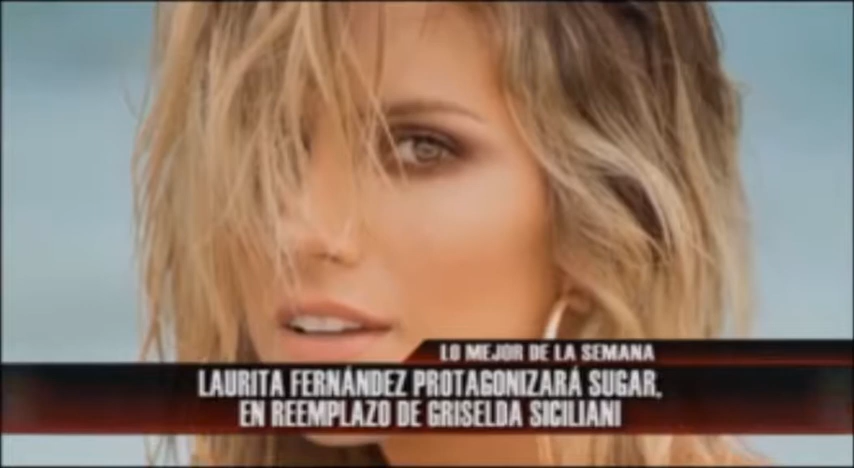 LO MEJOR DE LA SEMANA
LAURITA FERNÁNDEZ PROTAGONIZARÁ SUGAR,
EN REEMPLAZO DE GRISELDA SICILIANI